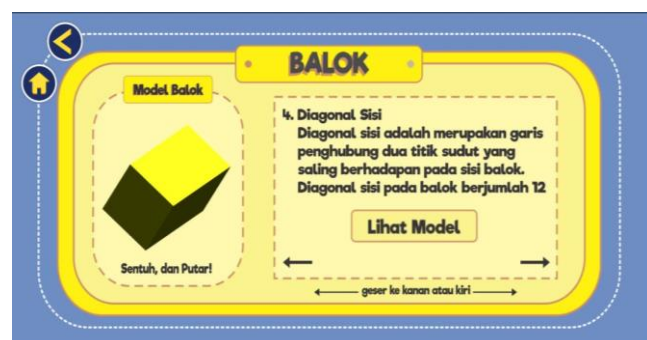 BALOK
Model Balok
Sentuh, dan Putar!
4. Diagonal Sisi
Diagonal sisi adalah merupakan garis
penghubung dua titik sudut yang
saling berhadapan pada sisi balok.
Diagonal sisi pada balok berjumlah 12
Lihat Model
geser ke kanan atau kiri